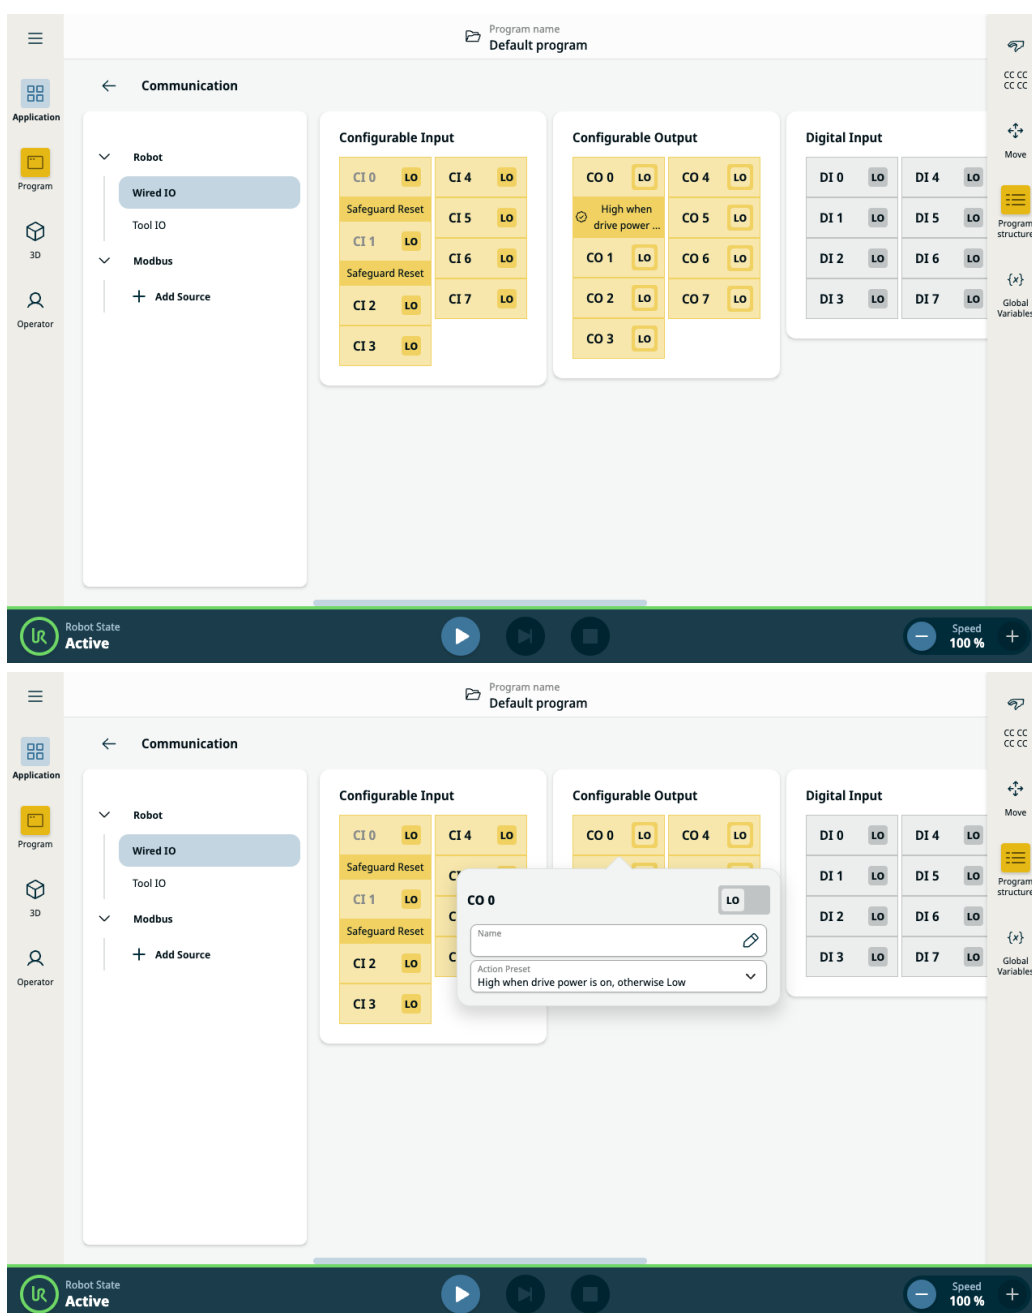 Program name
Default program
Communication
Application
Program
3D
Operator
Robot
Wired IO
Tool IO
Modbus
+ Add Source
Configurable Input
CI 0 LO CI 4 LO
Safeguard Reset
CI 5 LO
CI 1 LO
CI 6 LO
Safeguard Reset
CI 2 LO
CI 7 LO
CI 3 LO
Configurable Output
CO 0 LO CO 4 LO
High when
drive power ...
CO 5 LO
CO 1 LO CO 6 LO
CO 2 LO CO 7 LO
CO 3 LO
Digital Input
DI 0 LO DI 4 LO
DI 1 LO DI 5 LO
DI 2 LO DI 6 LO
DI 3 LO DI 7 LO
CC CC
CC CC
Move
Program
structure
{x}
Global
Variables
UR
Robot State
Active
Speed
100 %
Program name
Default program
Communication
Application
Program
3D
Operator
Robot
Wired IO
Tool IO
Modbus
+ Add Source
Configurable Input
CI 0 LO CI 4 LO
Safeguard Reset
CI 1 LO
Safeguard Reset
CI 2 LO
CI 3 LO
Configurable Output
CO 0 LO CO 4 LO
CO 0 LO
Name
Action Preset
High when drive power is on, otherwise Low
Digital Input
DI 0 LO DI 4 LO
DI 1 LO DI 5 LO
DI 2 LO DI 6 LO
DI 3 LO DI 7 LO
CC CC
CC CC
Move
Program
structure
{x}
Global
Variables
UR
Robot State
Active
Speed
100 %